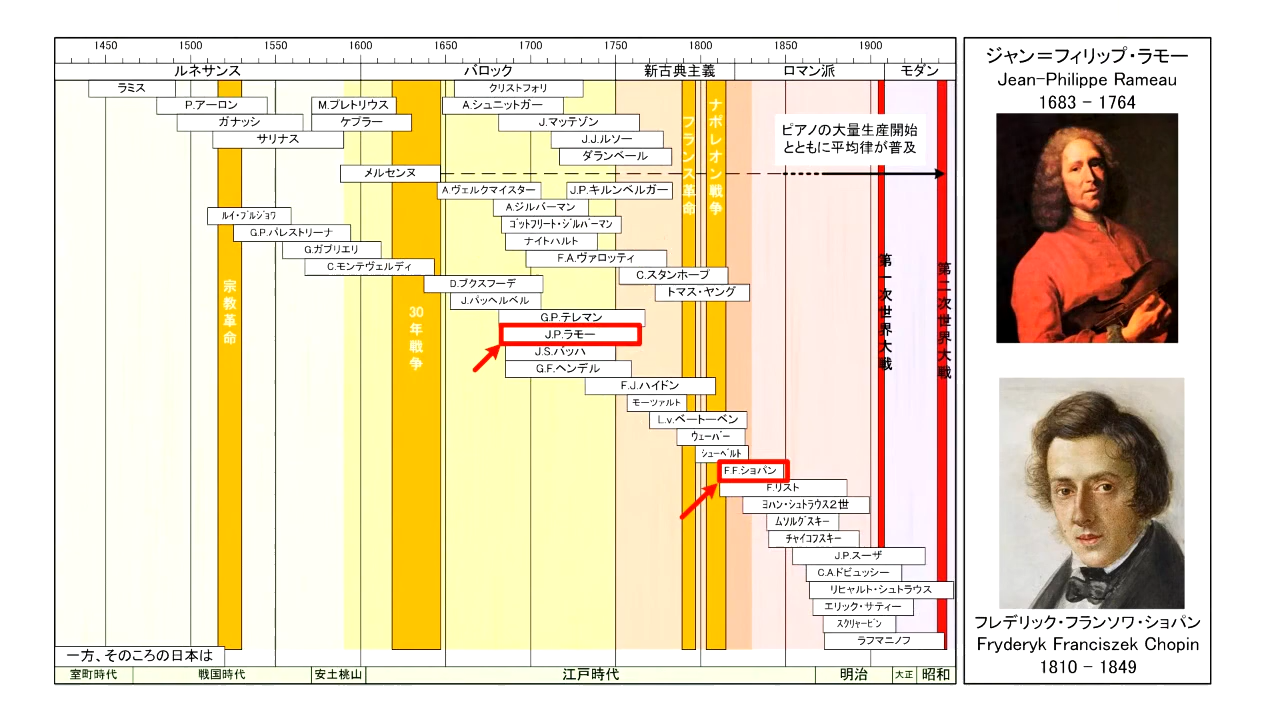 1450 1500 1550 1600 1650 1700 1750 1800 1850 1900
ルネサンス バロック 新古典主義 ロマン派 モダン
ラミス クリストフォリ
P.アーロン M.プレトリウス A.シュニットガー
ガナッシ ケプラー J.マッテゾン
サリナス J.J.ルソー
ダランベール
メルセンヌ
A.ヴェルクマイスター J.P.キルンベルガー
A.ジルバーマン
ルイ・ブルジョワ ゴットフリート・ジルバーマン
G.P.パレストリーナ ナイトハルト
G.ガブリエリ F.A.ヴァロッティ
C.モンテヴェルディ C.スタンホープ
D.ブクスフーデ トマス・ヤング
J.パッヘルベル
G.P.テレマン
J.P.ラモー
J.S.バッハ
G.F.ヘンデル
F.J.ハイドン
モーツァルト
L.v.ベートーベン
ウェーバー
シューベルト
F.F.ショパン
F.リスト
ヨハン・シュトラウス2世
ムソルグスキー
チャイコフスキー
J.P.スーザ
C.A.ドビュッシー
リヒャルト・シュトラウス
エリック・サティー
スクリャービン
ラフマニノフ
宗教革命
30年戦争
フランス革命
ナポレオン戦争
第一次世界大戦
第二次世界大戦
ピアノの大量生産開始
とともに平均律が普及
一方、そのころの日本は
室町時代 戦国時代 安土桃山 江戸時代 明治 大正 昭和
ジャン=フィリップ・ラモー
Jean-Philippe Rameau
1683 - 1764
フレデリック・フランソワ・ショパン
Fryderyk Franciszek Chopin
1810 - 1849